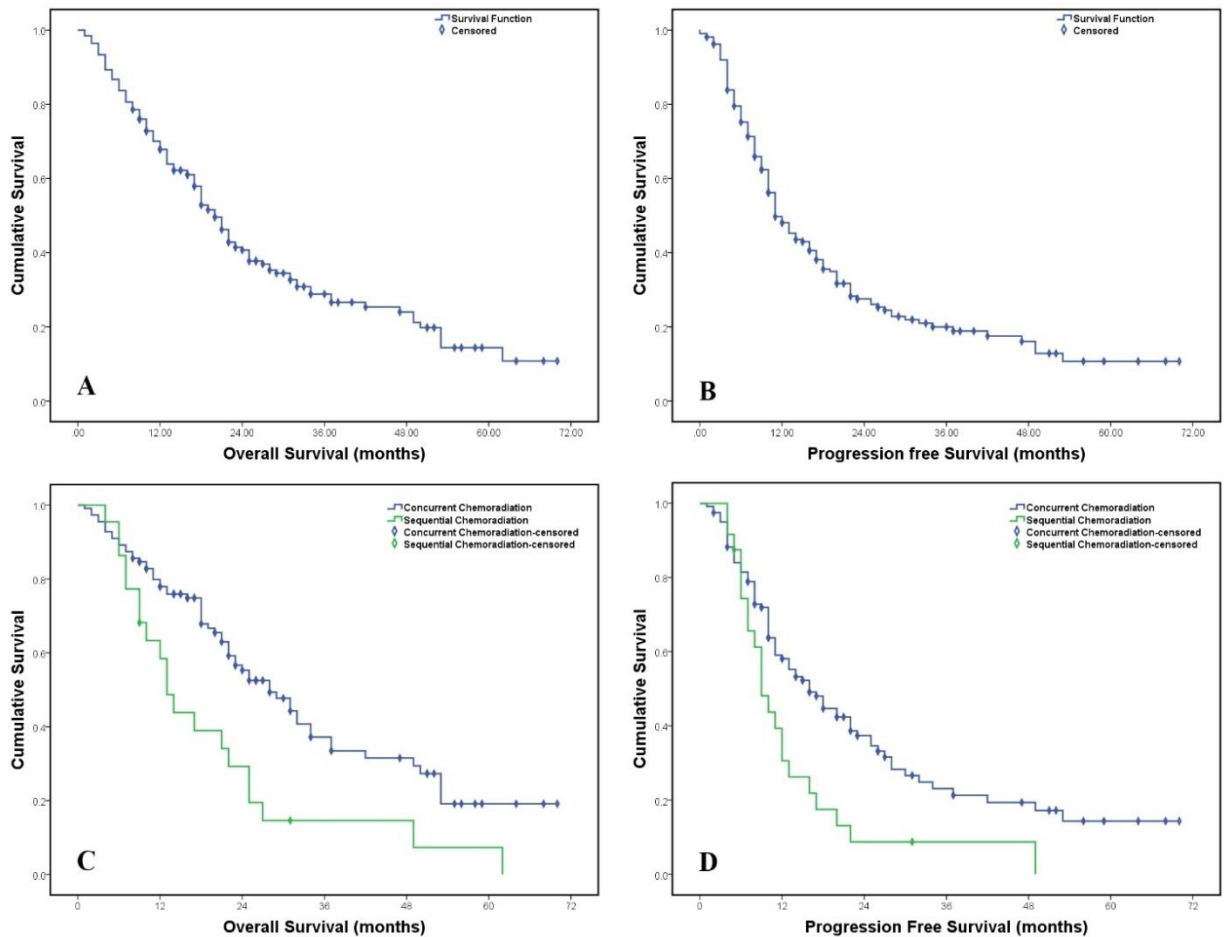 Survival Function
Censored
1.0
0.8
0.6
0.4
0.2
0.0
Cumulative Survival
A
.00 12.00 24.00 36.00 48.00 60.00 72.00
Overall Survival (months)
Survival Function
Censored
1.0
0.8
0.6
0.4
0.2
0.0
Cumulative Survival
B
.00 12.00 24.00 36.00 48.00 60.00 72.00
Progression free Survival (months)
Concurrent Chemoradiation
Sequential Chemoradiation
Concurrent Chemoradiation-censored
Sequential Chemoradiation-censored
1.0
0.8
0.6
0.4
0.2
0.0
Cumulative Survival
C
0 12 24 36 48 60 72
Overall Survival (months)
Concurrent Chemoradiation
Sequential Chemoradiation
Concurrent Chemoradiation-censored
Sequential Chemoradiation-censored
1.0
0.8
0.6
0.4
0.2
0.0
Cumulative Survival
D
0 12 24 36 48 60 72
Progression Free Survival (months)